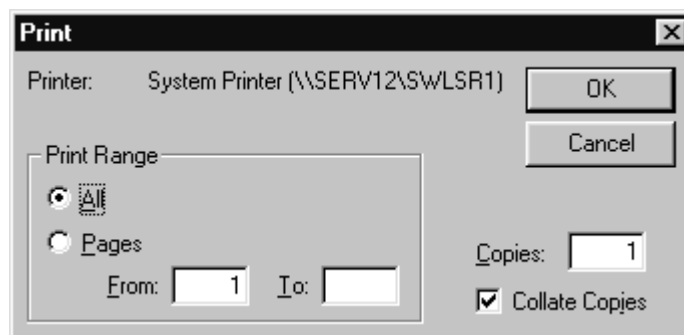 Print
Printer: System Printer (\\SERV12\SWLSR1)
OK
Cancel
Print Range
All
Pages
From: 1 To:
Copies: 1
Collate Copies